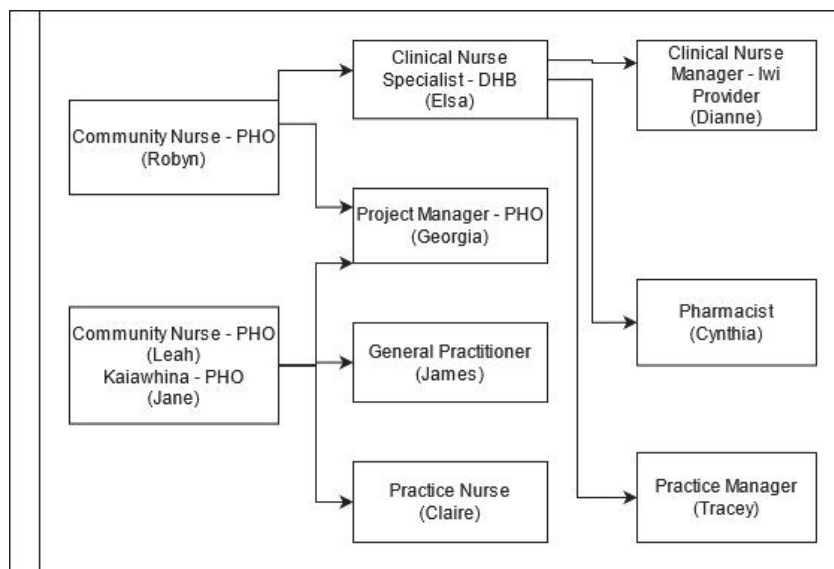 Community Nurse - PHO
(Robyn)
Community Nurse - PHO
(Leah)
Kaiawhina - PHO
(Jane)
Clinical Nurse
Specialist - DHB
(Elsa)
Project Manager - PHO
(Georgia)
General Practitioner
(James)
Practice Nurse
(Claire)
Clinical Nurse
Manager - Iwi
Provider
(Dianne)
Pharmacist
(Cynthia)
Practice Manager
(Tracey)